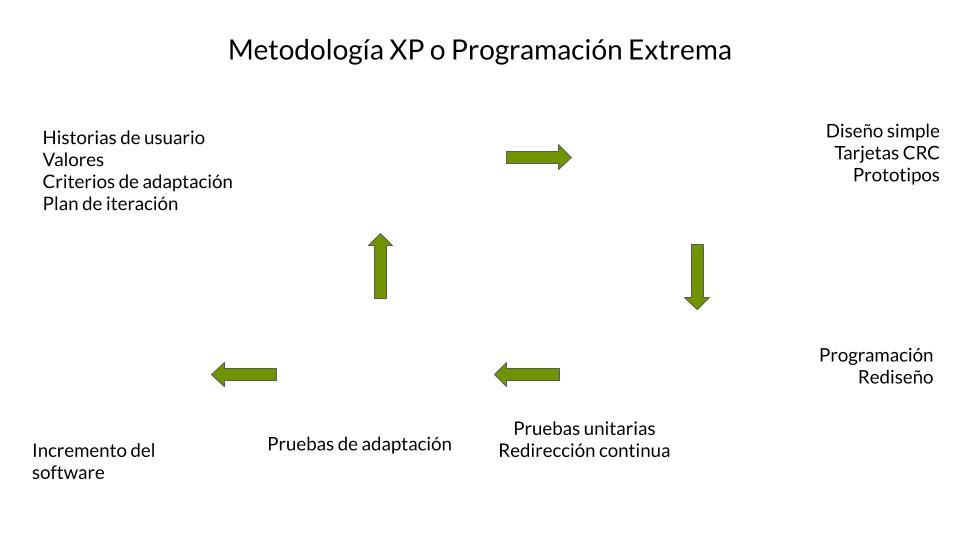 Metodología XP o Programación Extrema
Historias de usuario
Valores
Criterios de adaptación
Plan de iteración
Diseño simple
Tarjetas CRC
Prototipos
Programación
Rediseño
Pruebas unitarias
Redirección continua
Pruebas de adaptación
Incremento del
software